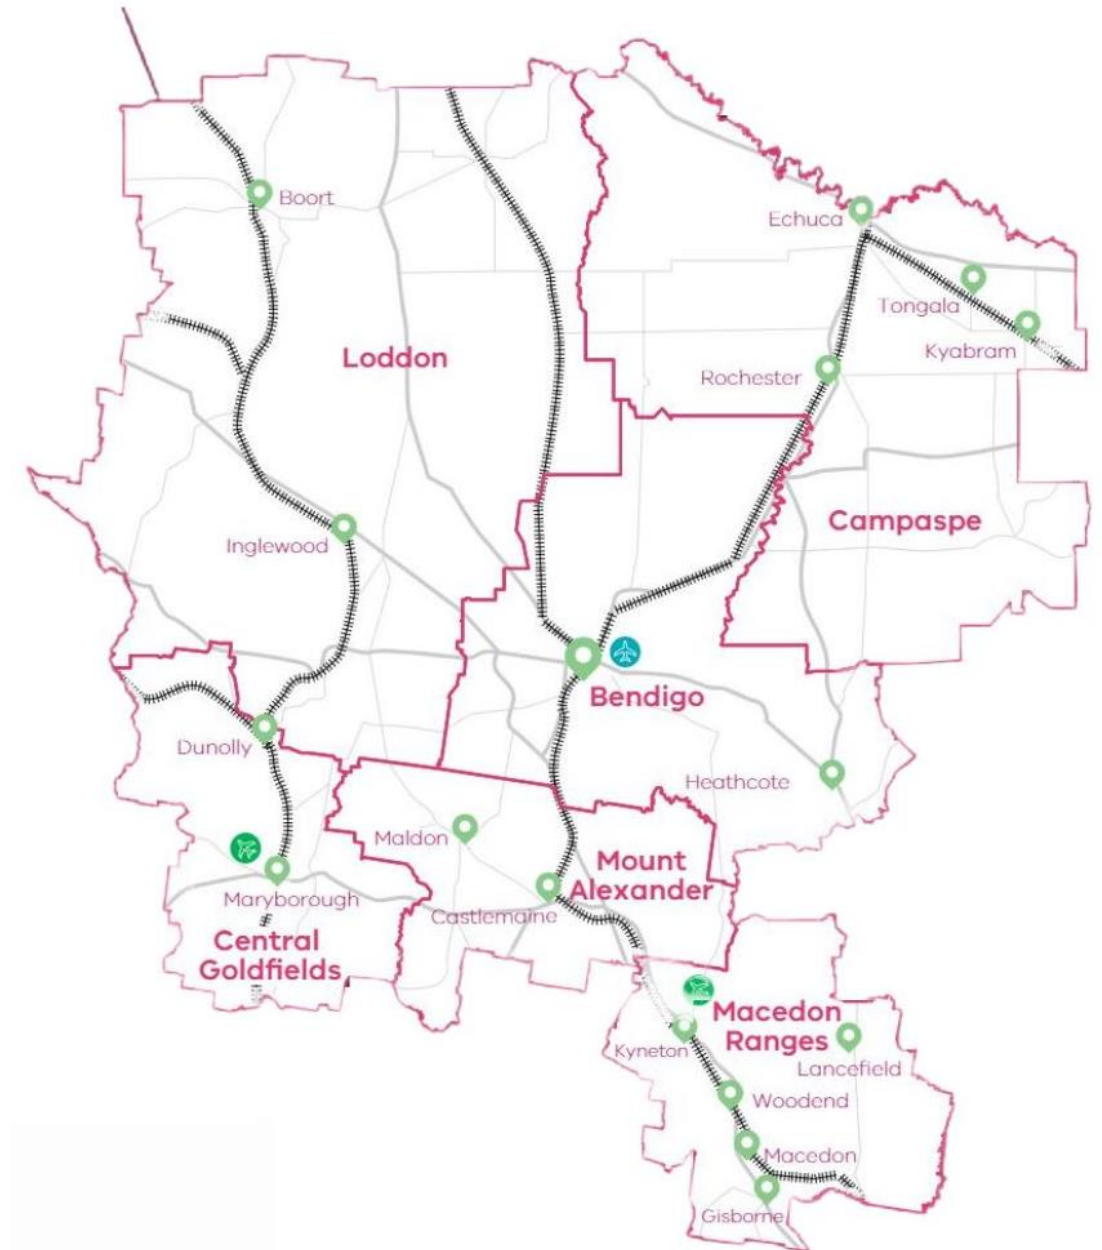 Boort
Echuca
Tongala
Kyabram
Loddon
Rochester
Campaspe
Inglewood
Bendigo
Dunolly
Heathcote
Maldon
Mount
Alexander
Maryborough
Castlemaine
Central
Goldfields
Macedon
Ranges
Kyneton
Lancefield
Woodend
Macedon
Gisborne